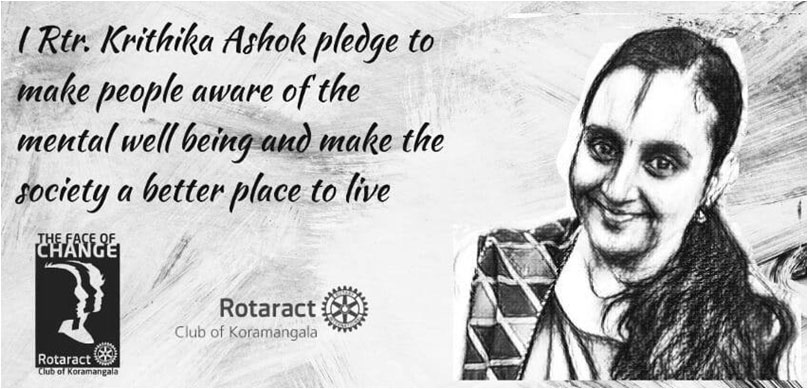 I Rtr. Krithika Ashok pledge to
make people aware of the
mental well being and make the
society a better place to live
THE FACE OF
CHANGE
Rotaract
Club of Koramangala
Rotaract
Club of Koramangala